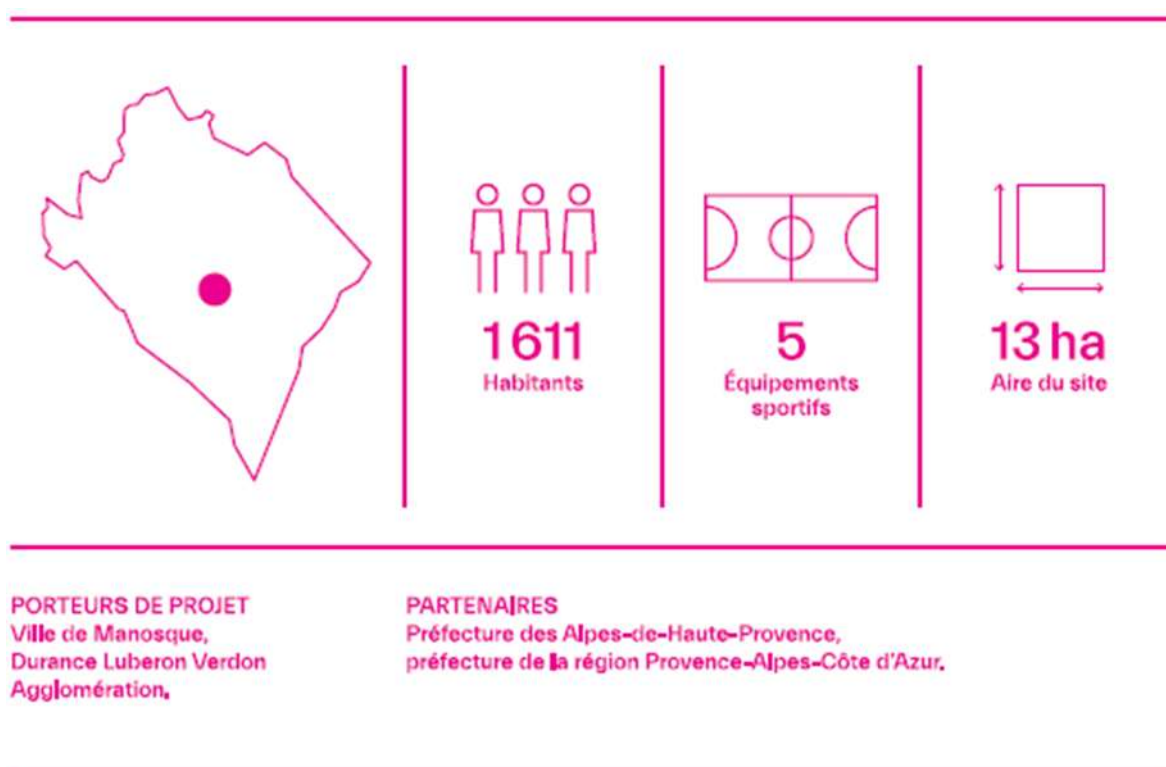 1611
Habitants
5
Équipements
sportifs
13 ha
Aire du site
PORTEURS DE PROJET
Ville de Manosque,
Durance Luberon Verdon
Agglomération.
PARTENAIRES
Préfecture des Alpes-de-Haute-Provence,
préfecture de la région Provence-Alpes-Côte d'Azur.